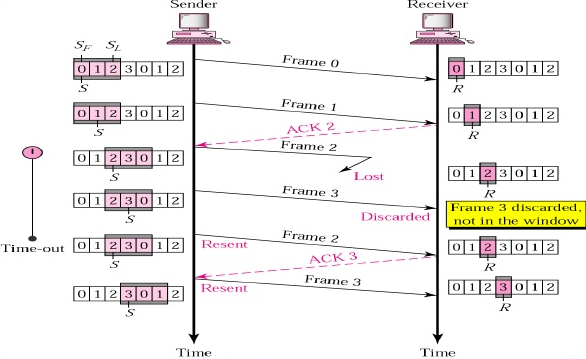 Sender
Receiver
SF SL
0 1 2 3 0 1 2
S
Frame 0
0 1 2 3 0 1 2
R
0 1 2 3 0 1 2
S
Frame 1
0 1 2 3 0 1 2
R
ACK 2
0 1 2 3 0 1 2
S
Frame 2
Lost
0 1 2 3 0 1 2
R
0 1 2 3 0 1 2
S
Frame 3
Discarded
Frame 3 discarded,
not in the window
Time-out
0 1 2 3 0 1 2
S
Resent
Frame 2
0 1 2 3 0 1 2
R
ACK 3
0 1 2 3 0 1 2
S
Resent
Frame 3
0 1 2 3 0 1 2
R
Time
Time